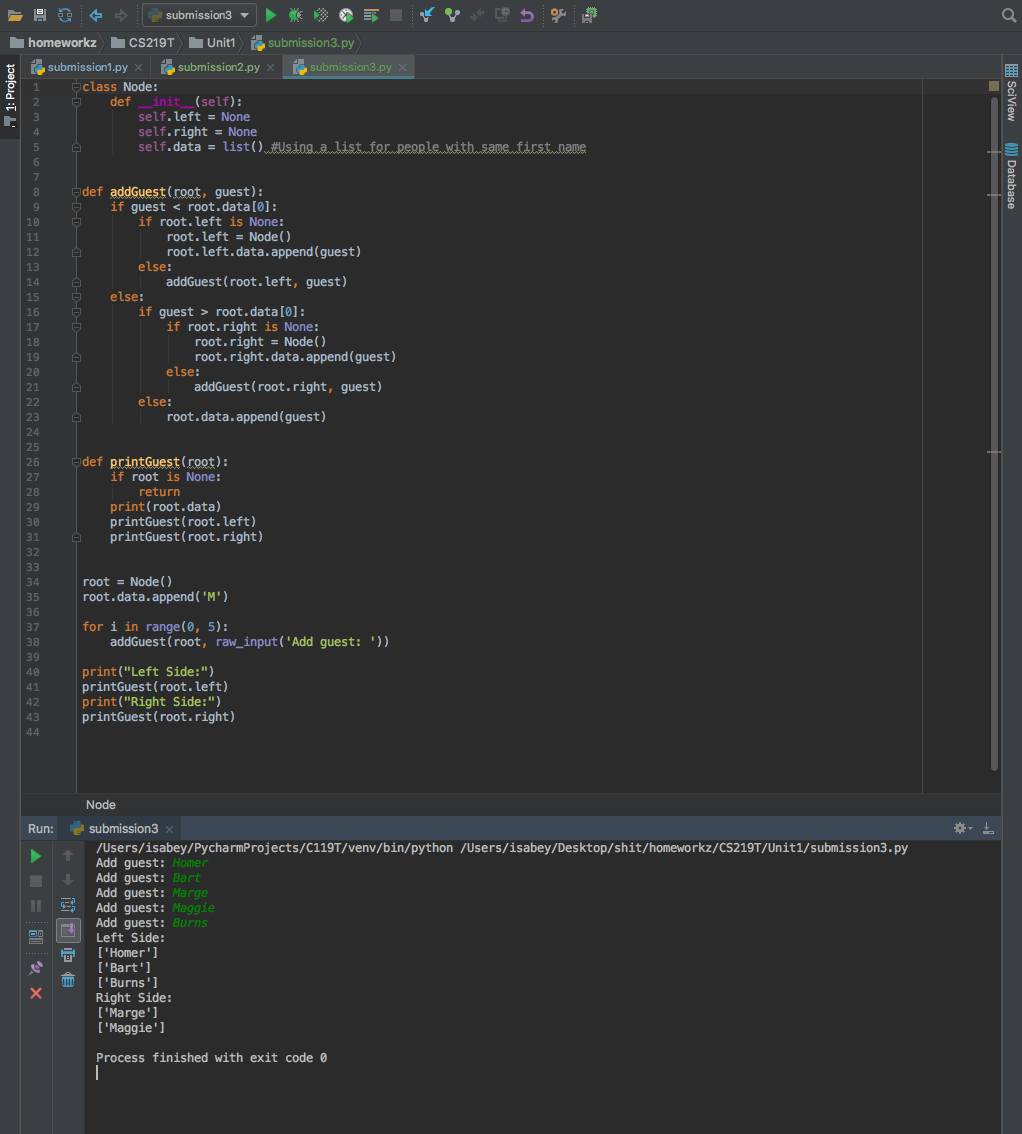 submission3
homeworkz CS219T Unit1 submission3.py
1: Project
submission1.py submission2.py submission3.py
SciView
Database
1 class Node:
2     def __init__(self):
3         self.left = None
4         self.right = None
5         self.data = list() #Using a list for people with same first name
6
7
8 def addGuest(root, guest):
9     if guest < root.data[0]:
10         if root.left is None:
11             root.left = Node()
12             root.left.data.append(guest)
13         else:
14             addGuest(root.left, guest)
15     else:
16         if guest > root.data[0]:
17             if root.right is None:
18                 root.right = Node()
19                 root.right.data.append(guest)
20             else:
21                 addGuest(root.right, guest)
22         else:
23             root.data.append(guest)
24
25
26 def printGuest(root):
27     if root is None:
28         return
29     print(root.data)
30     printGuest(root.left)
31     printGuest(root.right)
32
33
34 root = Node()
35 root.data.append('M')
36
37 for i in range(0, 5):
38     addGuest(root, raw_input('Add guest: '))
39
40 print("Left Side:")
41 printGuest(root.left)
42 print("Right Side:")
43 printGuest(root.right)
44
Node
Run: submission3
/Users/isabey/PycharmProjects/C119T/venv/bin/python /Users/isabey/Desktop/shit/homeworkz/CS219T/Unit1/submission3.py
Add guest: Homer
Add guest: Bart
Add guest: Marge
Add guest: Maggie
Add guest: Burns
Left Side:
['Homer']
['Bart']
['Burns']
Right Side:
['Marge']
['Maggie']
Process finished with exit code 0